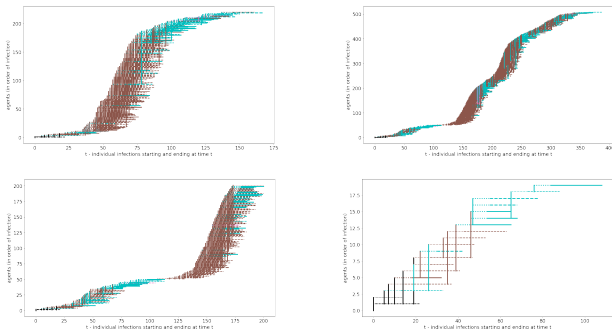 agents (in order of infection)
200
150
100
50
0
0 25 50 75 100 125 150 175
t - individual infections starting and ending at time t
agents (in order of infection)
500
400
300
200
100
0
0 50 100 150 200 250 300 350 400
t - individual infections starting and ending at time t
agents (in order of infection)
200
175
150
125
100
75
50
25
0
0 25 50 75 100 125 150 175 200
t - individual infections starting and ending at time t
agents (in order of infection)
17.5
15.0
12.5
10.0
7.5
5.0
2.5
0.0
0 20 40 60 80 100
t - individual infections starting and ending at time t